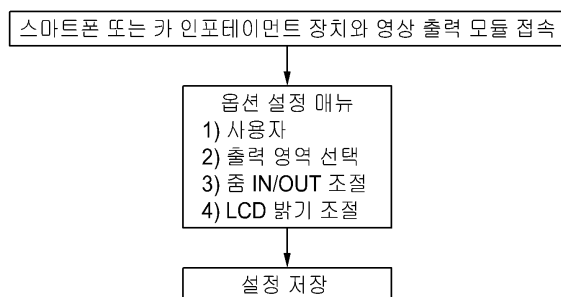 스마트폰 또는 카 인포테이먼트 장치와 영상 출력 모듈 접속
옵션 설정 매뉴
1) 사용자
2) 출력 영역 선택
3) 줌 IN/OUT 조절
4) LCD 밝기 조절
설정 저장